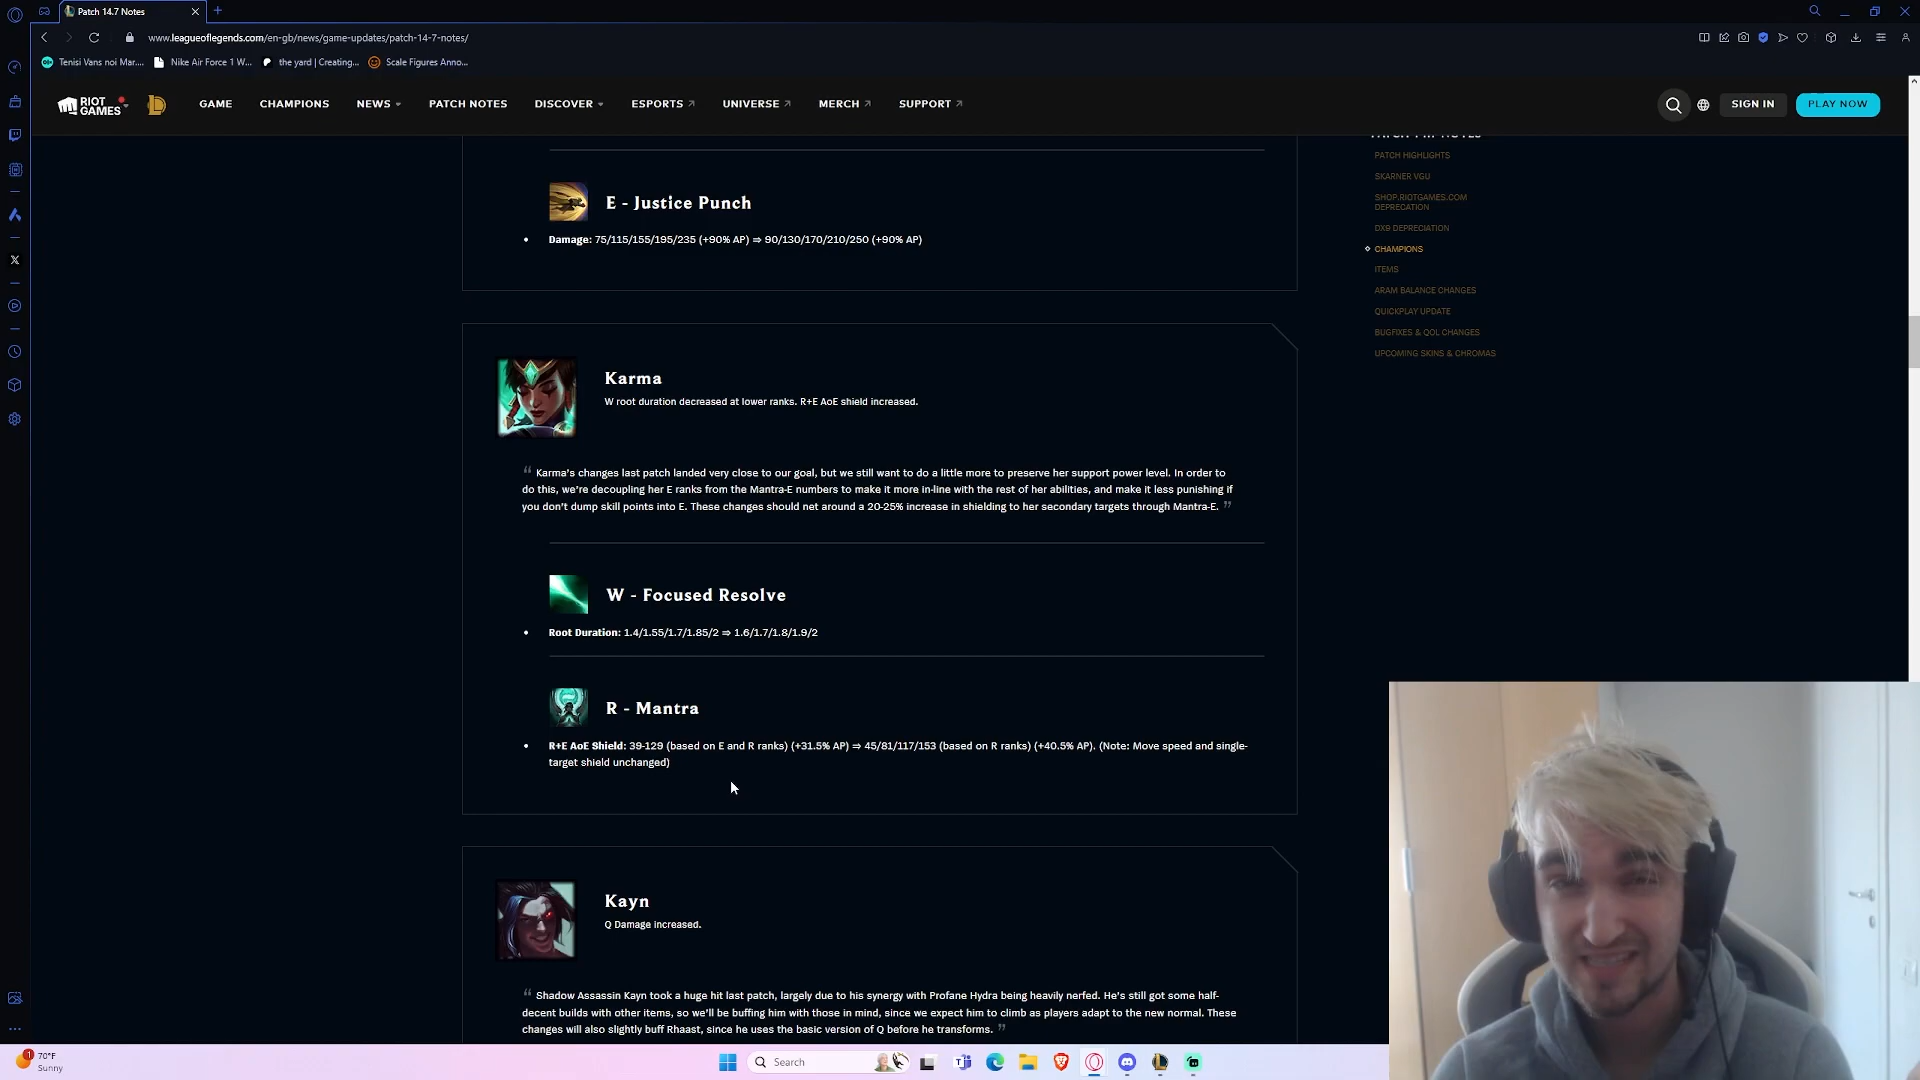 Patch 14.7 Notes
www.leagueoflegends.com/en-gb/news/game-updates/patch-14-7-notes/
Tenisi Vans noi Mar....
Nike Air Force 1 W...
the yard | Creating...
Scale Figures Anno...
RIOT GAMES
GAME
CHAMPIONS
NEWS
PATCH NOTES
DISCOVER
ESPORTS
UNIVERSE
MERCH
SUPPORT
SIGN IN
PLAY NOW
PATCH HIGHLIGHTS
SKARNER VGU
SHOP.RIOTGAMES.COM
DEPRECATION
DX9 DEPRECIATION
CHAMPIONS
ITEMS
ARAM BALANCE CHANGES
QUICKPLAY UPDATE
BUGFIXES & QOL CHANGES
UPCOMING SKINS & CHROMAS
E - Justice Punch
• Damage: 75/115/155/195/235 (+90% AP) ⇒ 90/130/170/210/250 (+90% AP)
Karma
W root duration decreased at lower ranks. R+E AoE shield increased.
“ Karma's changes last patch landed very close to our goal, but we still want to do a little more to preserve her support power level. In order to
do this, we're decoupling her E ranks from the Mantra-E numbers to make it more in-line with the rest of her abilities, and make it less punishing if
you don't dump skill points into E. These changes should net around a 20-25% increase in shielding to her secondary targets through Mantra-E. ”
W - Focused Resolve
• Root Duration: 1.4/1.55/1.7/1.85/2 ⇒ 1.6/1.7/1.8/1.9/2
R - Mantra
• R+E AoE Shield: 39-129 (based on E and R ranks) (+31.5% AP) ⇒ 45/81/117/153 (based on R ranks) (+40.5% AP). (Note: Move speed and single-
target shield unchanged)
Kayn
Q Damage increased.
“ Shadow Assassin Kayn took a huge hit last patch, largely due to his synergy with Profane Hydra being heavily nerfed. He's still got some half-
decent builds with other items, so we'll be buffing him with those in mind, since we expect him to climb as players adapt to the new normal. These
changes will also slightly buff Rhaast, since he uses the basic version of Q before he transforms. ”
1
70°F
Sunny
Search